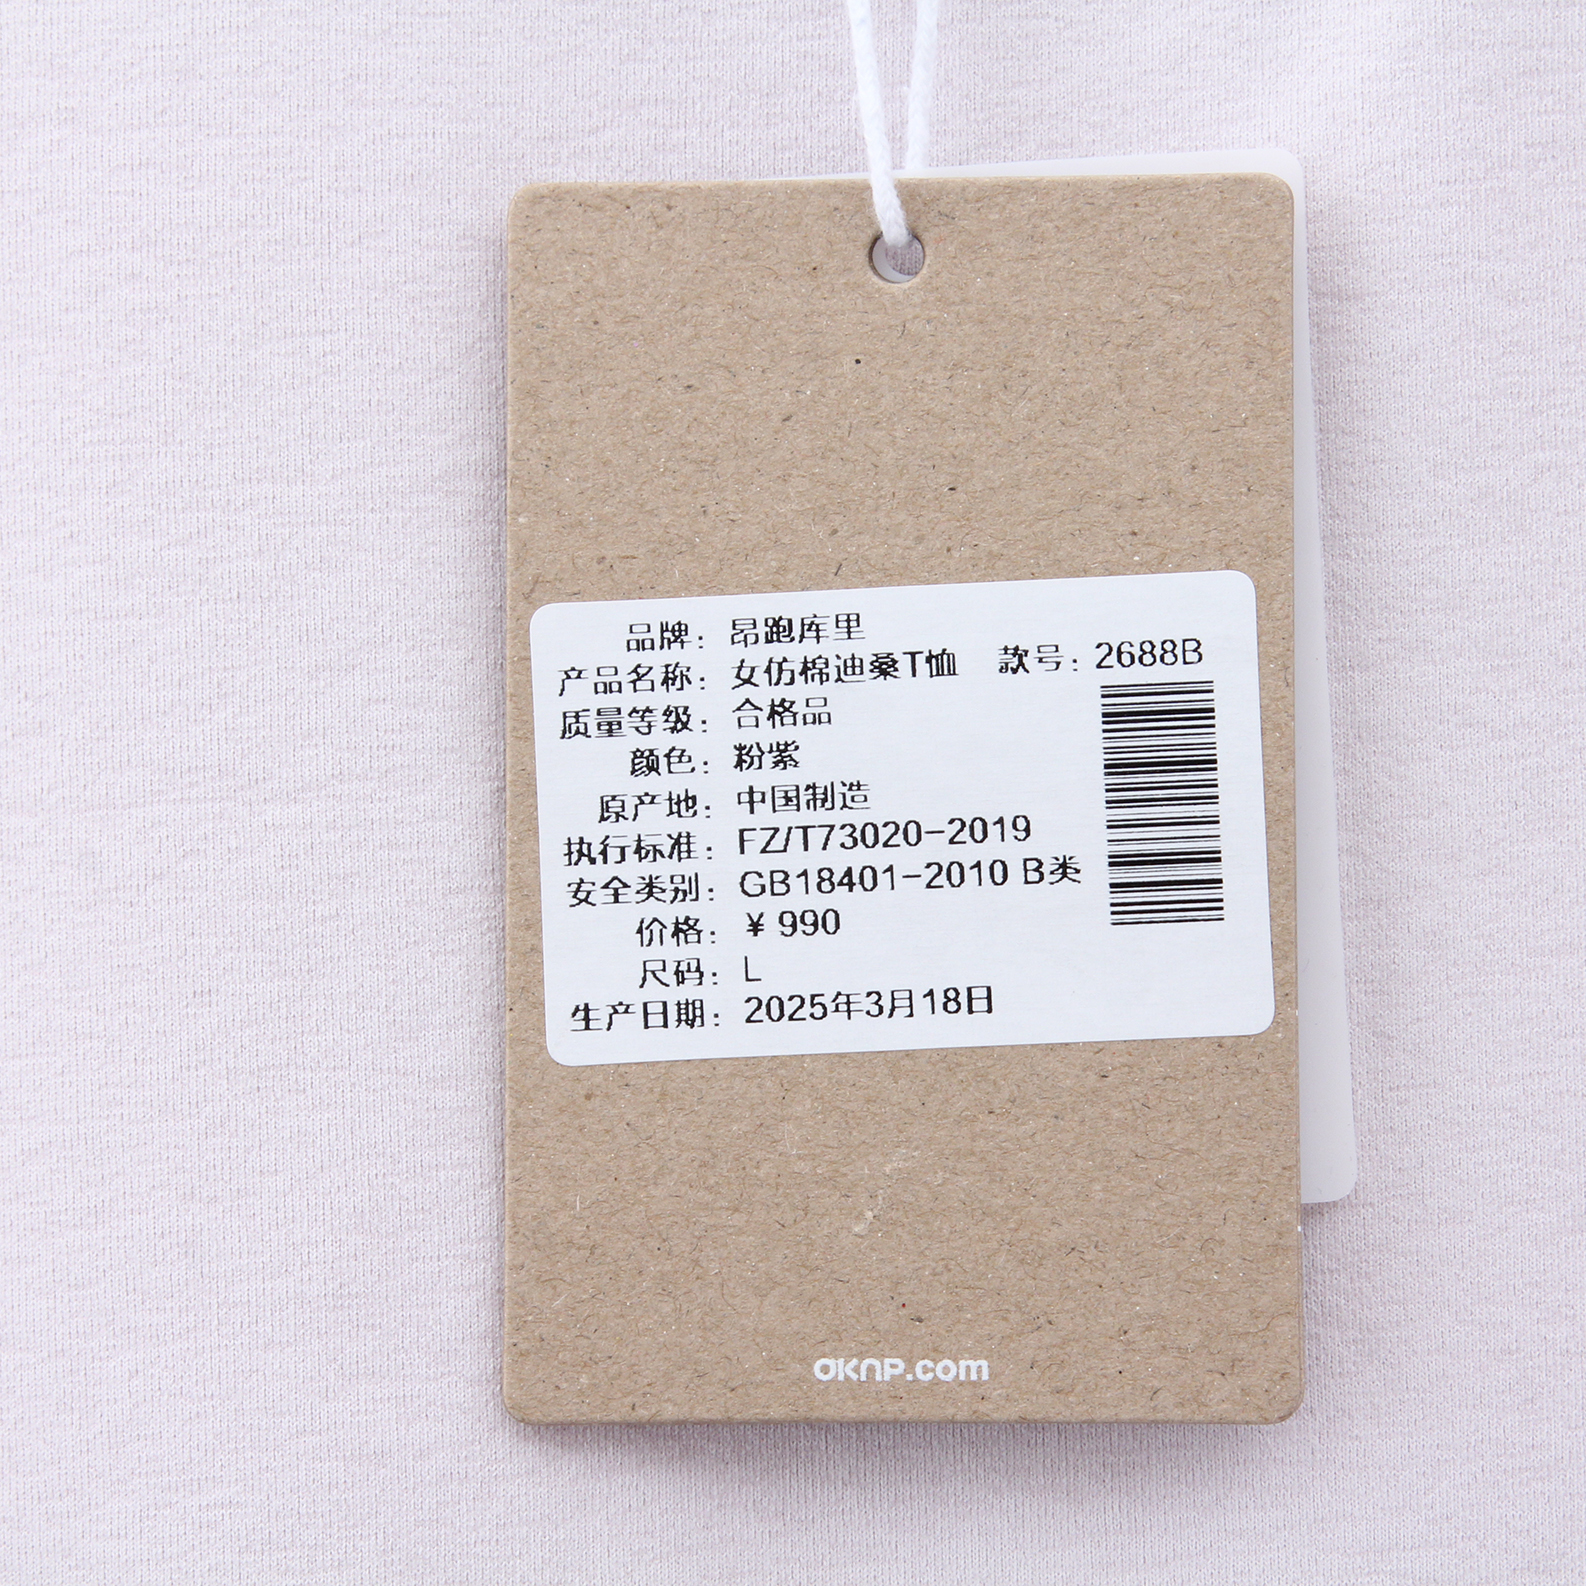 品牌：昂跑库里
产品名称：女仿棉迪桑T恤 款号：2688B
质量等级：合格品
颜色：粉紫
原产地：中国制造
执行标准：FZ/T73020-2019
安全类别：GB18401-2010 B类
价格：¥ 990
尺码：L
生产日期：2025年3月18日
OKNP.com